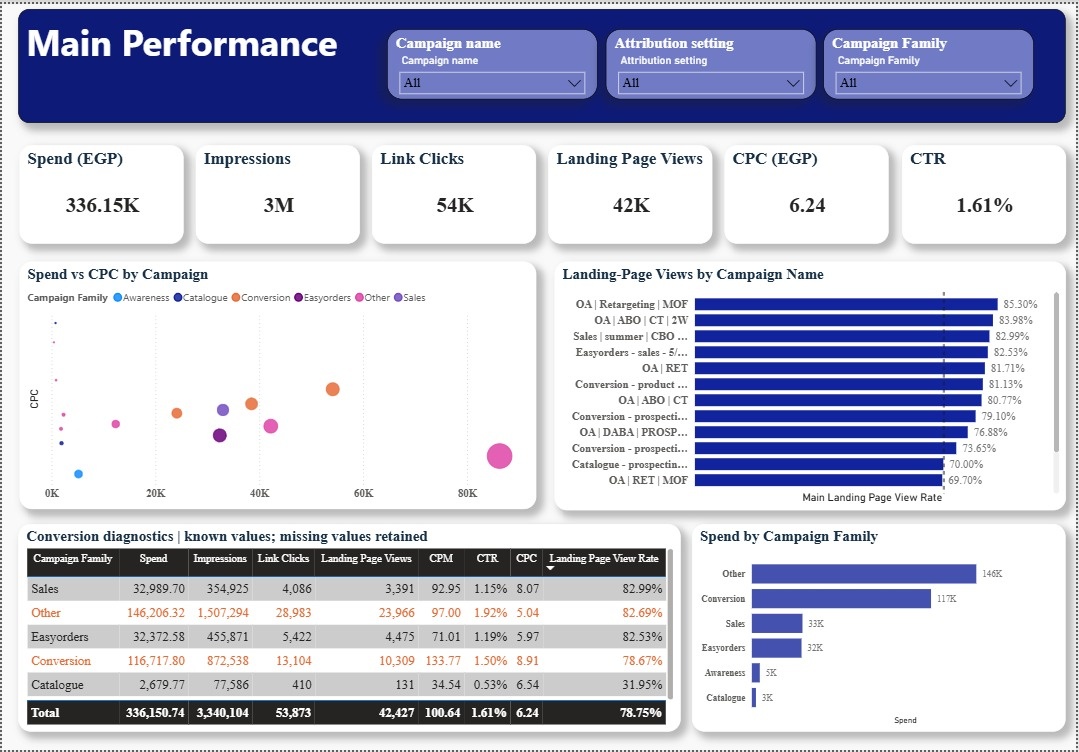 Main Performance
Campaign name
Campaign name
All
Attribution setting
Attribution setting
All
Campaign Family
Campaign Family
All
Spend (EGP)
336.15K
Impressions
3M
Link Clicks
54K
Landing Page Views
42K
CPC (EGP)
6.24
CTR
1.61%
Spend vs CPC by Campaign
Campaign Family Awareness Catalogue Conversion Easyorders Other Sales
CPC
0K 20K 40K 60K 80K
Landing-Page Views by Campaign Name
OA | Retargeting | MOF 85.30%
OA | ABO | CT | 2W 83.98%
Sales | summer | CBO ... 82.99%
Easyorders - sales - 5/... 82.53%
OA | RET 81.71%
Conversion - product ... 81.13%
OA | ABO | CT 80.77%
Conversion - prospecti... 79.10%
OA | DABA | PROSP... 76.88%
Conversion - prospecti... 73.65%
Catalogue - prospectin... 70.00%
OA | RET | MOF 69.70%
Main Landing Page View Rate
Conversion diagnostics | known values; missing values retained
Campaign Family Spend Impressions Link Clicks Landing Page Views CPM CTR CPC Landing Page View Rate
Sales 32,989.70 354,925 4,086 3,391 92.95 1.15% 8.07 82.99%
Other 146,206.32 1,507,294 28,983 23,966 97.00 1.92% 5.04 82.69%
Easyorders 32,372.58 455,871 5,422 4,475 71.01 1.19% 5.97 82.53%
Conversion 116,717.80 872,538 13,104 10,309 133.77 1.50% 8.91 78.67%
Catalogue 2,679.77 77,586 410 131 34.54 0.53% 6.54 31.95%
Total 336,150.74 3,340,104 53,873 42,427 100.64 1.61% 6.24 78.75%
Spend by Campaign Family
Other 146K
Conversion 117K
Sales 33K
Easyorders 32K
Awareness 5K
Catalogue 3K
Spend